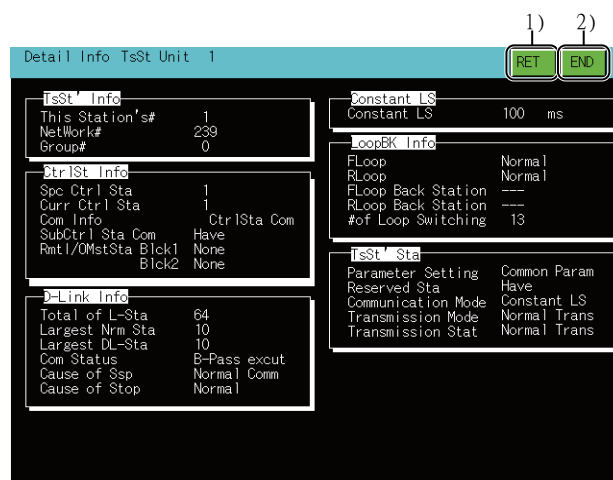 1) 2)
Detail Info TsSt Unit 1
RET END
TsSt' Info
This Station's# 1
NetWork# 239
Group# 0
CtrlSt Info
Spc Ctrl Sta 1
Curr Ctrl Sta 1
Com Info CtrlSta Com
SubCtrl Sta Com Have
Rmtl/OMstSta Blck1 None
Blck2 None
D-Link Info
Total of L-Sta 64
Largest Nrm Sta 10
Largest DL-Sta 10
Com Status B-Pass excut
Cause of Ssp Normal Comm
Cause of Stop Normal
Constant LS
Constant LS 100 ms
LoopBK Info
FLoop Normal
RLoop Normal
FLoop Back Station ---
RLoop Back Station ---
#of Loop Switching 13
TsSt' Sta
Parameter Setting Common Param
Reserved Sta Have
Communication Mode Constant LS
Transmission Mode Normal Trans
Transmission Stat Normal Trans